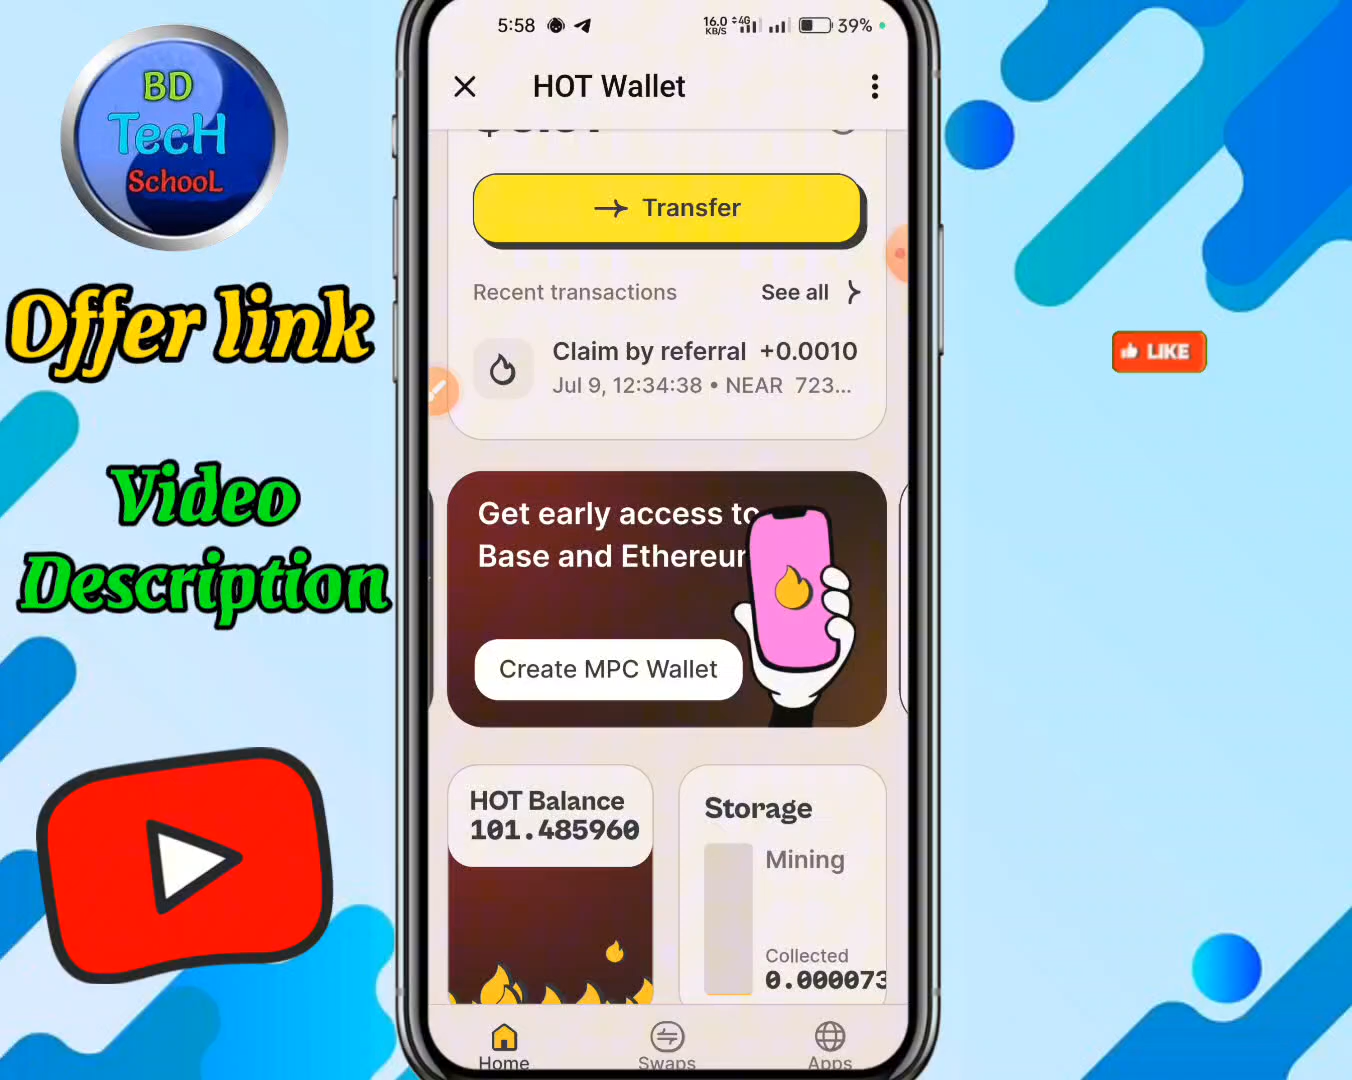 BD
TecH
SchooL
Offer link
Video
Description
5:58
16.0
KB/S
4G
39%
HOT Wallet
Transfer
Recent transactions
See all
Claim by referral +0.0010
Jul 9, 12:34:38 • NEAR 723...
Get early access to
Base and Ethereum
Create MPC Wallet
HOT Balance
101.485960
Storage
Mining
Collected
0.000073
Home
Swaps
Apps
LIKE